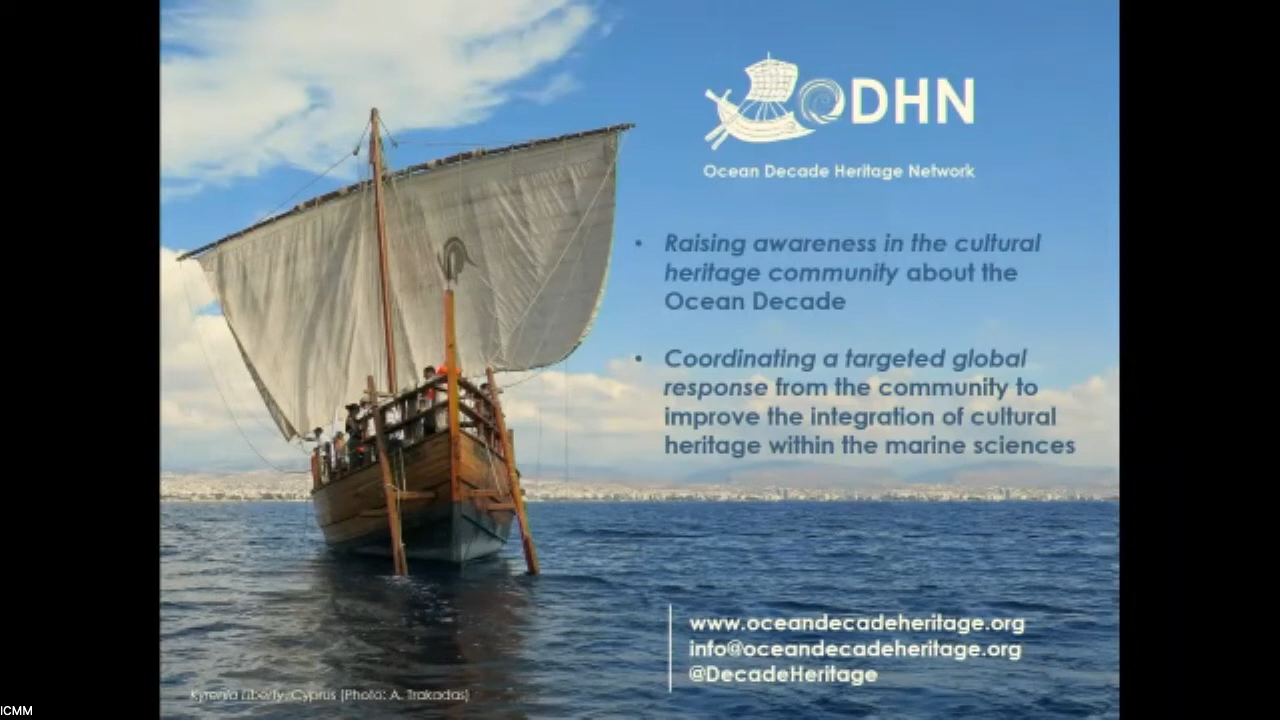 ODHN
Ocean Decade Heritage Network
• Raising awareness in the cultural
heritage community about the
Ocean Decade
• Coordinating a targeted global
response from the community to
improve the integration of cultural
heritage within the marine sciences
www.oceandecadeheritage.org
info@oceandecadeheritage.org
@DecadeHeritage
Kyrenia Liberty, Cyprus (Photo: A. Trakadas)
ICMM